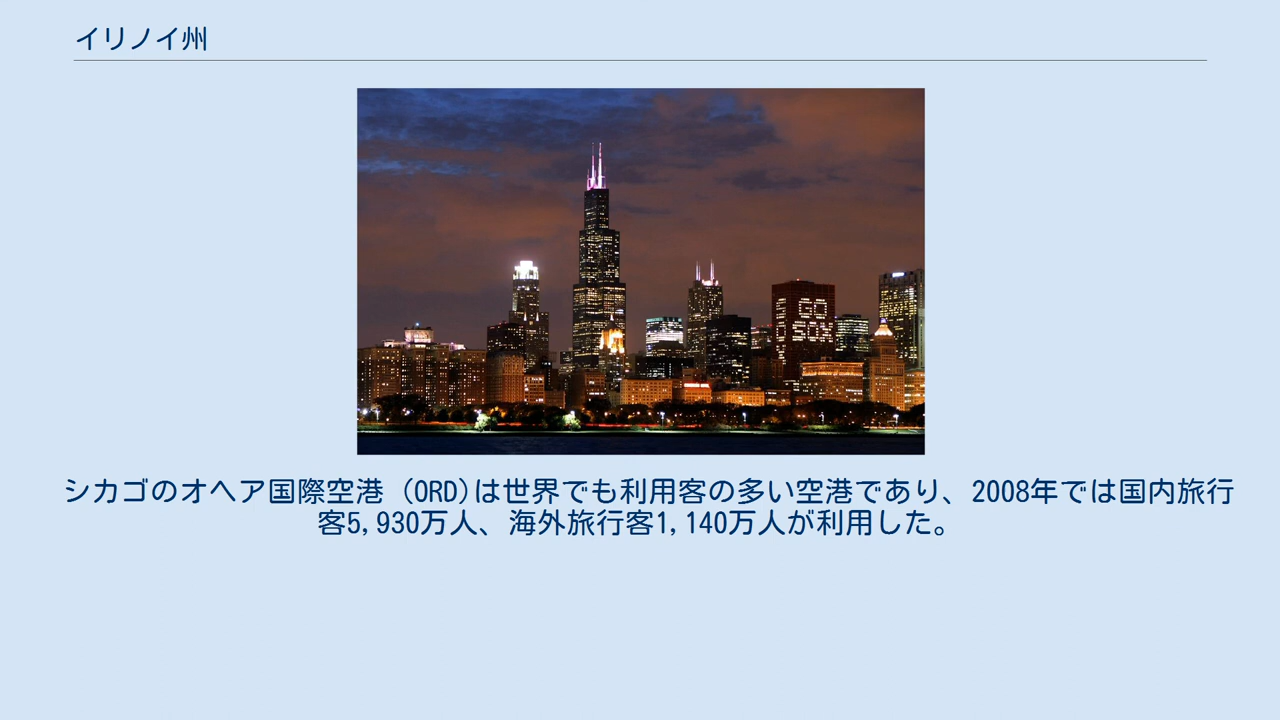 イリノイ州
GO
SOX
シカゴのオヘア国際空港 (ORD)は世界でも利用客の多い空港であり、2008年では国内旅行
客5,930万人、海外旅行客1,140万人が利用した。